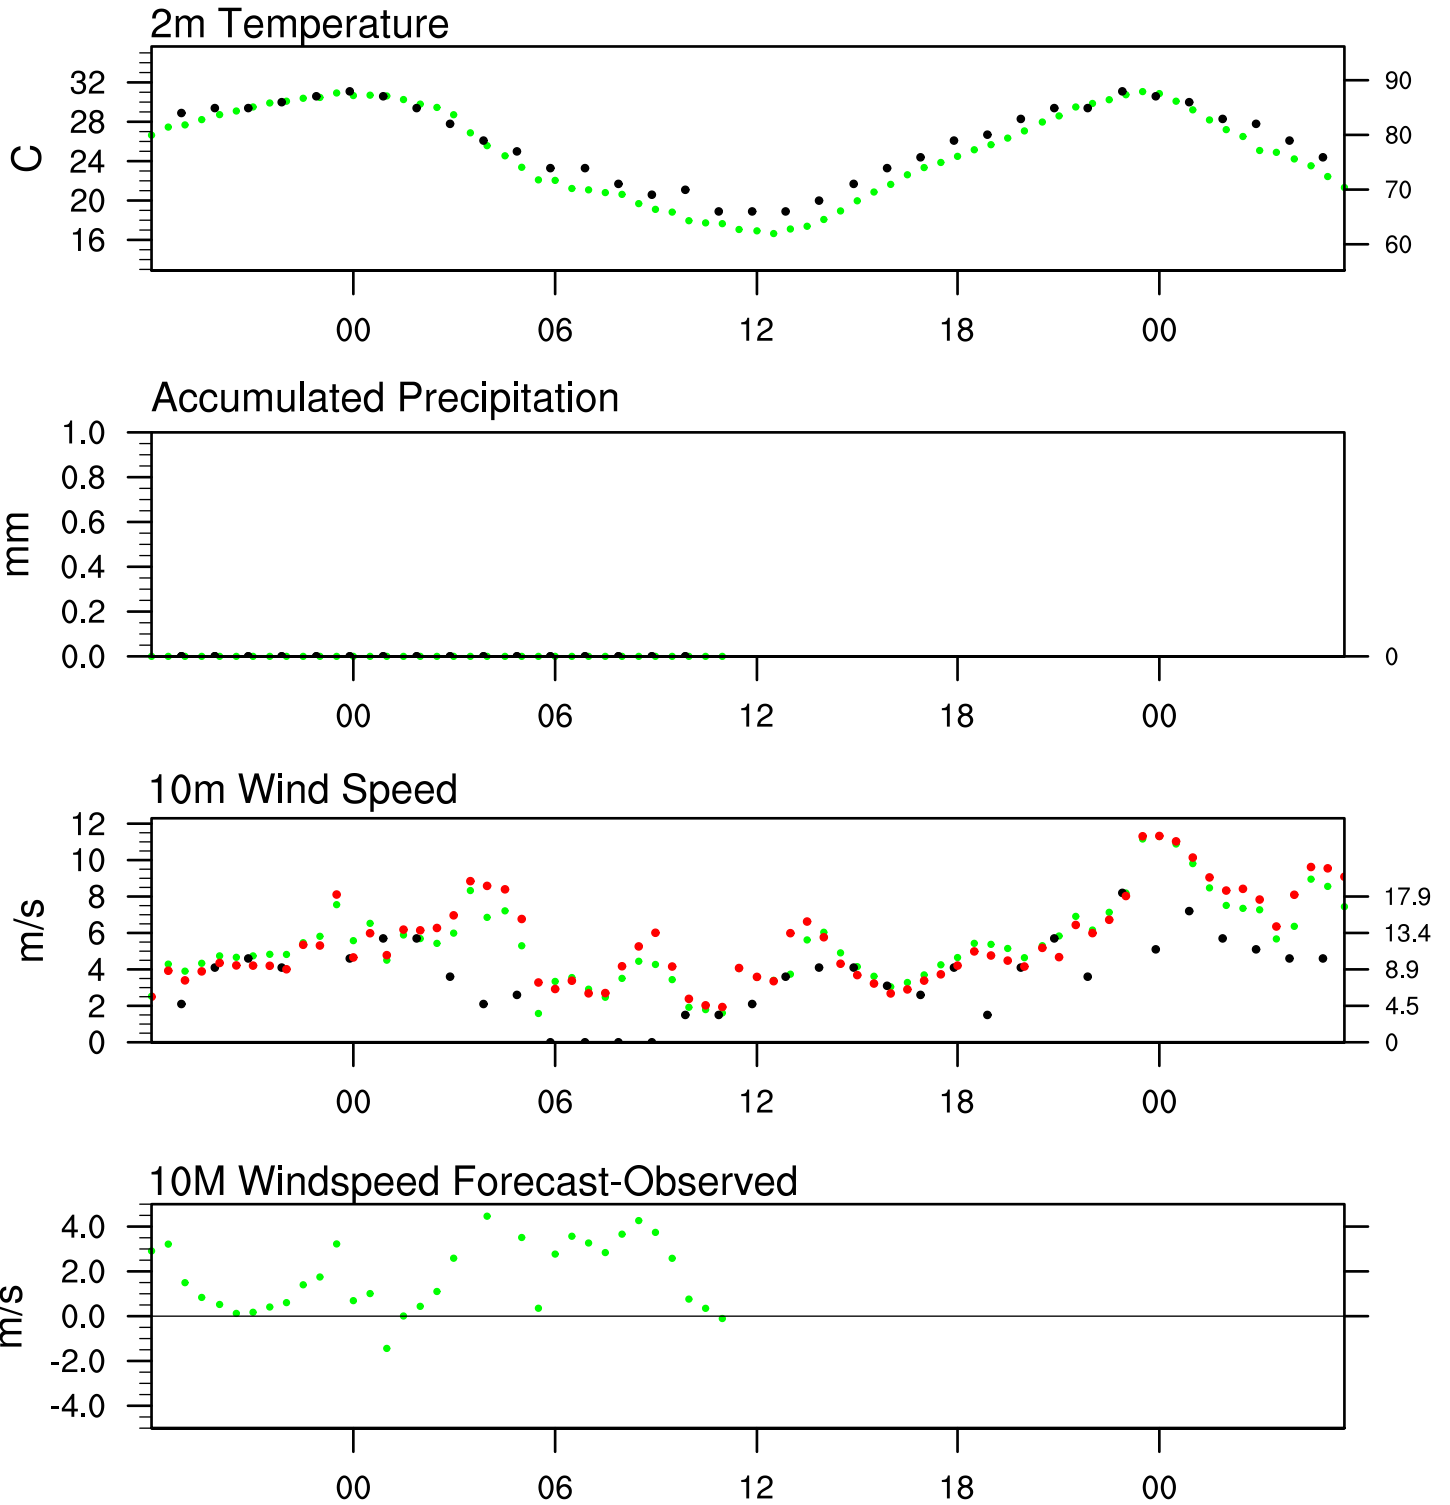 2m Temperature
32
28
24
20
16
C
90
80
70
60
00 06 12 18 00
Accumulated Precipitation
1.0
0.8
0.6
0.4
0.2
0.0
mm
0
00 06 12 18 00
10m Wind Speed
12
10
8
6
4
2
0
m/s
17.9
13.4
8.9
4.5
0
00 06 12 18 00
10M Windspeed Forecast-Observed
4.0
2.0
0.0
-2.0
-4.0
m/s
00 06 12 18 00